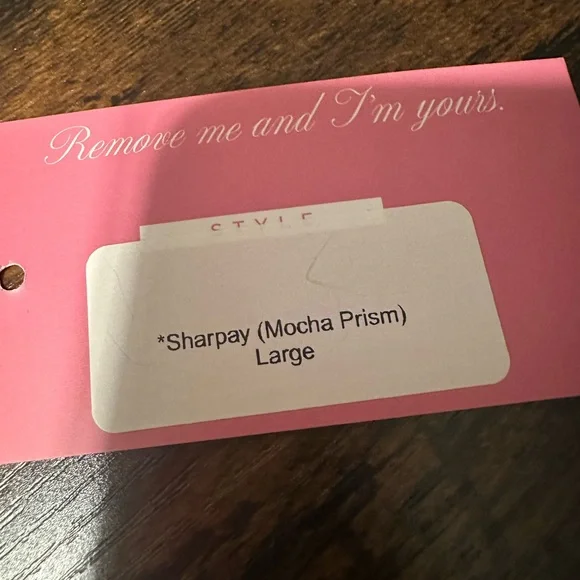 Remove me and I'm yours.
STYLE
*Sharpay (Mocha Prism)
Large